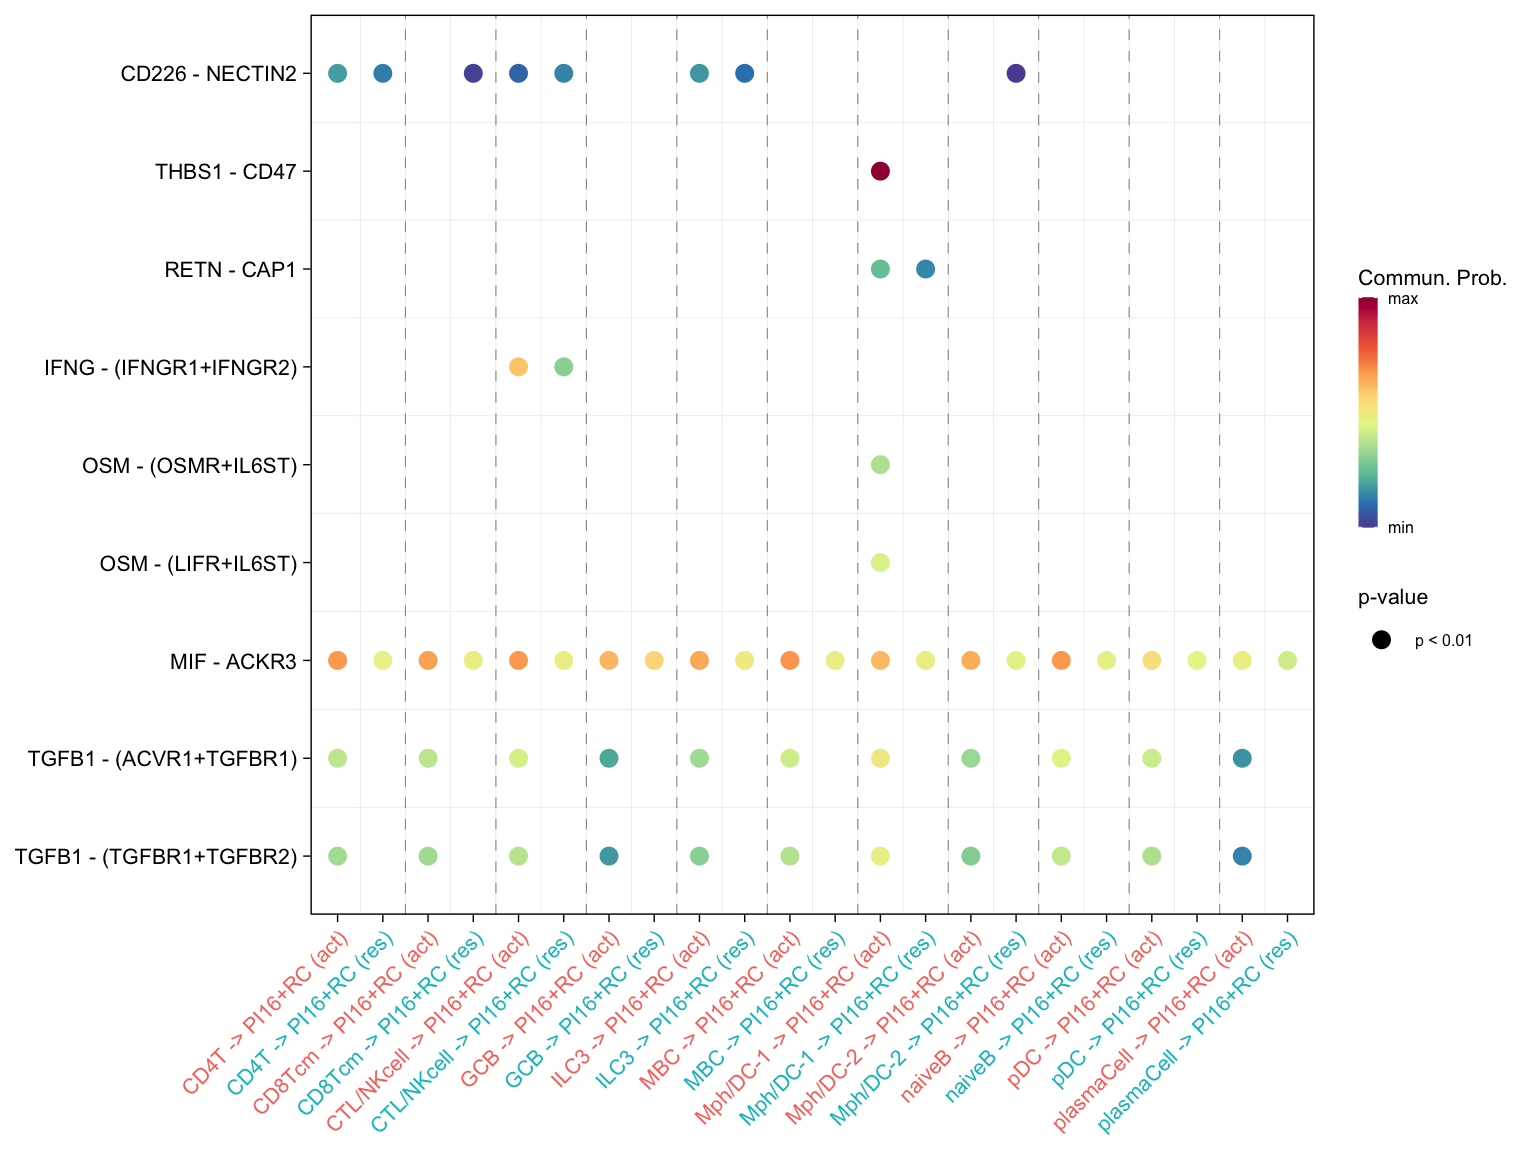 CD226 - NECTIN2
THBS1 - CD47
RETN - CAP1
IFNG - (IFNGR1+IFNGR2)
OSM - (OSMR+IL6ST)
OSM - (LIFR+IL6ST)
MIF - ACKR3
TGFB1 - (ACVR1+TGFBR1)
TGFB1 - (TGFBR1+TGFBR2)
CD4T -> PI16+RC (act)
CD4T -> PI16+RC (res)
CD8Tcm -> PI16+RC (act)
CD8Tcm -> PI16+RC (res)
CTL/NKcell -> PI16+RC (act)
CTL/NKcell -> PI16+RC (res)
GCB -> PI16+RC (act)
GCB -> PI16+RC (res)
ILC3 -> PI16+RC (act)
ILC3 -> PI16+RC (res)
MBC -> PI16+RC (act)
MBC -> PI16+RC (res)
Mph/DC-1 -> PI16+RC (act)
Mph/DC-1 -> PI16+RC (res)
Mph/DC-2 -> PI16+RC (act)
Mph/DC-2 -> PI16+RC (res)
naiveB -> PI16+RC (act)
naiveB -> PI16+RC (res)
pDC -> PI16+RC (act)
pDC -> PI16+RC (res)
plasmaCell -> PI16+RC (act)
plasmaCell -> PI16+RC (res)
Commun. Prob.
max
min
p-value
p < 0.01